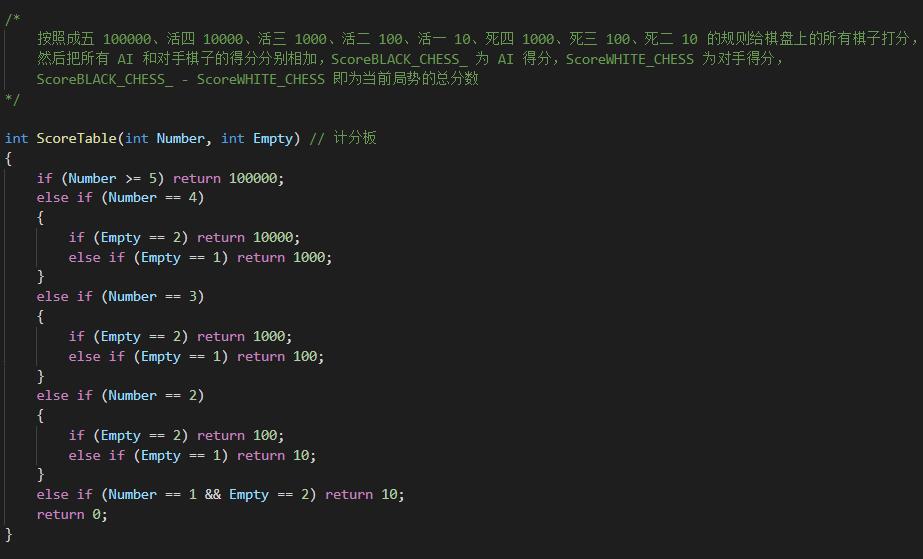 /*
    按照成五 100000、活四 10000、活三 1000、活二 100、活一 10、死四 1000、死三 100、死二 10 的规则给棋盘上的所有棋子打分，
    然后把所有 AI 和对手棋子的得分分别相加，ScoreBLACK_CHESS_ 为 AI 得分，ScoreWHITE_CHESS 为对手得分，
    ScoreBLACK_CHESS_ - ScoreWHITE_CHESS 即为当前局势的总分数
*/
int ScoreTable(int Number, int Empty) // 计分板
{
    if (Number >= 5) return 100000;
    else if (Number == 4)
    {
        if (Empty == 2) return 10000;
        else if (Empty == 1) return 1000;
    }
    else if (Number == 3)
    {
        if (Empty == 2) return 1000;
        else if (Empty == 1) return 100;
    }
    else if (Number == 2)
    {
        if (Empty == 2) return 100;
        else if (Empty == 1) return 10;
    }
    else if (Number == 1 && Empty == 2) return 10;
    return 0;
}